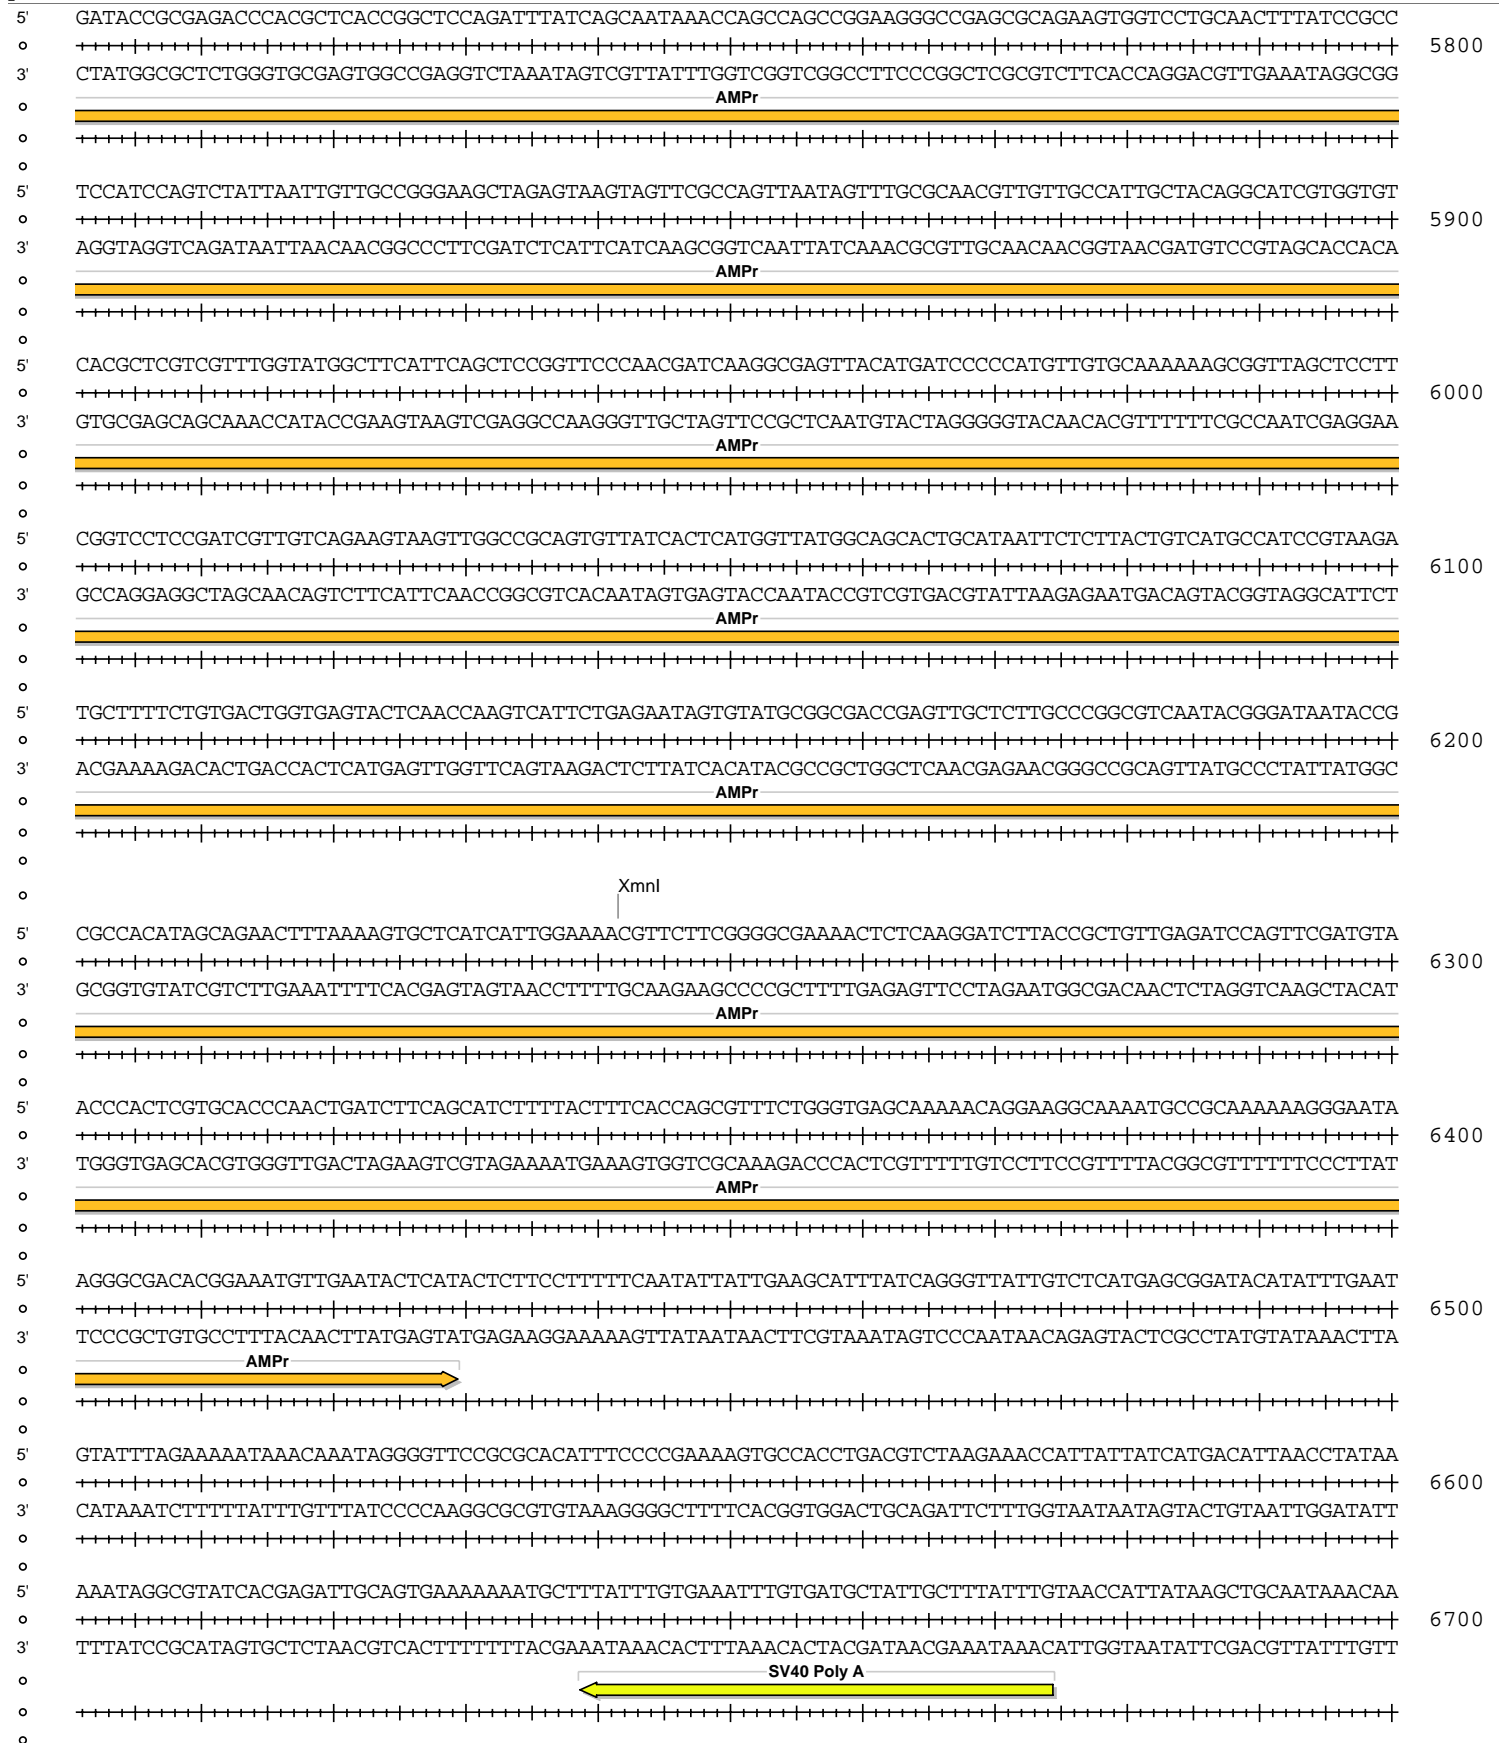 5' GATACCGCGAGACCCACGCTCACCGGCTCCAGATTTATCAGCAATAAACCAGCCAGCCGGAAGGGCCGAGCGCAGAAGTGGTCCTGCAACTTTATCCGCC
5800
3' CTATGGCGCTCTGGGTGCGAGTGGCCGAGGTCTAAATAGTCGTTATTTGGTCGGTCGGCCTTCCCGGCTCGCGTCTTCACCAGGACGTTGAAATAGGCGG
AMPr
5' TCCATCCAGTCTATTAATTGTTGCCGGGAAGCTAGAGTAAGTAGTTCGCCAGTTAATAGTTTGCGCAACGTTGTTGCCATTGCTACAGGCATCGTGGTGT
5900
3' AGGTAGGTCAGATAATTAACAACGGCCCTTCGATCTCATTCATCAAGCGGTCAATTATCAAACGCGTTGCAACAACGGTAACGATGTCCGTAGCACCACA
AMPr
5' CACGCTCGTCGTTTGGTATGGCTTCATTCAGCTCCGGTTCCCAACGATCAAGGCGAGTTACATGATCCCCCATGTTGTGCAAAAAAGCGGTTAGCTCCTT
6000
3' GTGCGAGCAGCAAACCATACCGAAGTAAGTCGAGGCCAAGGGTTGCTAGTTCCGCTCAATGTACTAGGGGGTACAACACGTTTTTTCGCCAATCGAGGAA
AMPr
5' CGGTCCTCCGATCGTTGTCAGAAGTAAGTTGGCCGCAGTGTTATCACTCATGGTTATGGCAGCACTGCATAATTCTCTTACTGTCATGCCATCCGTAAGA
6100
3' GCCAGGAGGCTAGCAACAGTCTTCATTCAACCGGCGTCACAATAGTGAGTACCAATACCGTCGTGACGTATTAAGAGAATGACAGTACGGTAGGCATTCT
AMPr
5' TGCTTTTCTGTGACTGGTGAGTACTCAACCAAGTCATTCTGAGAATAGTGTATGCGGCGACCGAGTTGCTCTTGCCCGGCGTCAATACGGGATAATACCG
6200
3' ACGAAAAGACACTGACCACTCATGAGTTGGTTCAGTAAGACTCTTATCACATACGCCGCTGGCTCAACGAGAACGGGCCGCAGTTATGCCCTATTATGGC
AMPr
XmnI
5' CGCCACATAGCAGAACTTTAAAAGTGCTCATCATTGGAAAACGTTCTTCGGGGCGAAAACTCTCAAGGATCTTACCGCTGTTGAGATCCAGTTCGATGTA
6300
3' GCGGTGTATCGTCTTGAAATTTTCACGAGTAGTAACCTTTTGCAAGAAGCCCCGCTTTTGAGAGTTCCTAGAATGGCGACAACTCTAGGTCAAGCTACAT
AMPr
5' ACCCACTCGTGCACCCAACTGATCTTCAGCATCTTTTACTTTCACCAGCGTTTCTGGGTGAGCAAAAACAGGAAGGCAAAATGCCGCAAAAAAGGGAATA
6400
3' TGGGTGAGCACGTGGGTTGACTAGAAGTCGTAGAAAATGAAAGTGGTCGCAAAGACCCACTCGTTTTTGTCCTTCCGTTTTACGGCGTTTTTTCCCTTAT
AMPr
5' AGGGCGACACGGAAATGTTGAATACTCATACTCTTCCTTTTTCAATATTATTGAAGCATTTATCAGGGTTATTGTCTCATGAGCGGATACATATTTGAAT
6500
3' TCCCGCTGTGCCTTTACAACTTATGAGTATGAGAAGGAAAAAGTTATAATAACTTCGTAAATAGTCCCAATAACAGAGTACTCGCCTATGTATAAACTTA
AMPr
5' GTATTTAGAAAAATAAACAAATAGGGGTTCCGCGCACATTTCCCCGAAAAGTGCCACCTGACGTCTAAGAAACCATTATTATCATGACATTAACCTATAA
6600
3' CATAAATCTTTTTATTTGTTTATCCCCAAGGCGCGTGTAAAGGGGCTTTTCACGGTGGACTGCAGATTCTTTGGTAATAATAGTACTGTAATTGGATATT
5' AAATAGGCGTATCACGAGATTGCAGTGAAAAAAATGCTTTATTTGTGAAATTTGTGATGCTATTGCTTTATTTGTAACCATTATAAGCTGCAATAAACAA
6700
3' TTTATCCGCATAGTGCTCTAACGTCACTTTTTTTACGAAATAAACACTTTAAACACTACGATAACGAAATAAACATTGGTAATATTCGACGTTATTTGTT
SV40 Poly A